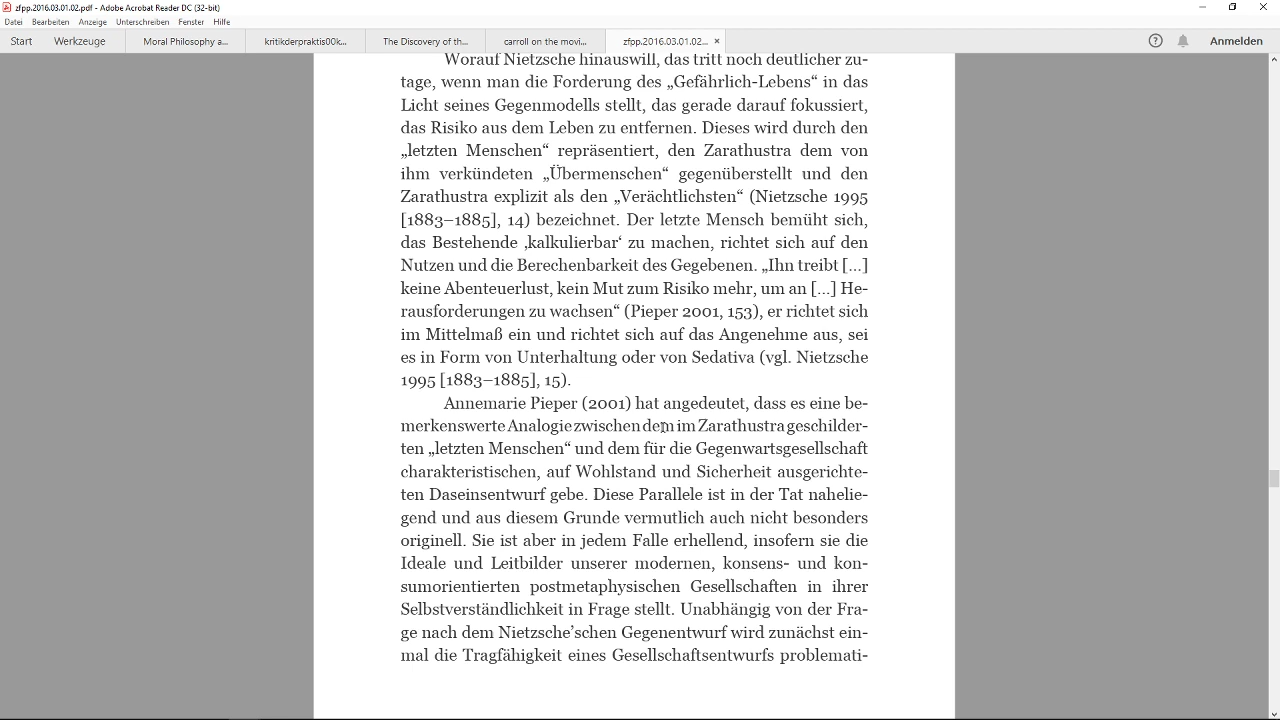 zfpp.2016.03.01.02.pdf - Adobe Acrobat Reader DC (32-bit)
Datei Bearbeiten Anzeige Unterschreiben Fenster Hilfe
Start Werkzeuge Moral Philosophy a... kritikderpraktis00k... The Discovery of th... carroll on the movi... zfpp.2016.03.01.02... × Anmelden
Worauf Nietzsche hinauswill, das tritt noch deutlicher zu-
tage, wenn man die Forderung des „Gefährlich-Lebens“ in das
Licht seines Gegenmodells stellt, das gerade darauf fokussiert,
das Risiko aus dem Leben zu entfernen. Dieses wird durch den
„letzten Menschen“ repräsentiert, den Zarathustra dem von
ihm verkündeten „Übermenschen“ gegenüberstellt und den
Zarathustra explizit als den „Verächtlichsten“ (Nietzsche 1995
[1883–1885], 14) bezeichnet. Der letzte Mensch bemüht sich,
das Bestehende ‚kalkulierbar‘ zu machen, richtet sich auf den
Nutzen und die Berechenbarkeit des Gegebenen. „Ihn treibt [...]
keine Abenteuerlust, kein Mut zum Risiko mehr, um an [...] He-
rausforderungen zu wachsen“ (Pieper 2001, 153), er richtet sich
im Mittelmaß ein und richtet sich auf das Angenehme aus, sei
es in Form von Unterhaltung oder von Sedativa (vgl. Nietzsche
1995 [1883–1885], 15).
Annemarie Pieper (2001) hat angedeutet, dass es eine be-
merkenswerte Analogie zwischen dem im Zarathustra geschilder-
ten „letzten Menschen“ und dem für die Gegenwartsgesellschaft
charakteristischen, auf Wohlstand und Sicherheit ausgerichte-
ten Daseinsentwurf gebe. Diese Parallele ist in der Tat nahelie-
gend und aus diesem Grunde vermutlich auch nicht besonders
originell. Sie ist aber in jedem Falle erhellend, insofern sie die
Ideale und Leitbilder unserer modernen, konsens- und kon-
sumorientierten postmetaphysischen Gesellschaften in ihrer
Selbstverständlichkeit in Frage stellt. Unabhängig von der Fra-
ge nach dem Nietzsche’schen Gegenentwurf wird zunächst ein-
mal die Tragfähigkeit eines Gesellschaftsentwurfs problemati-